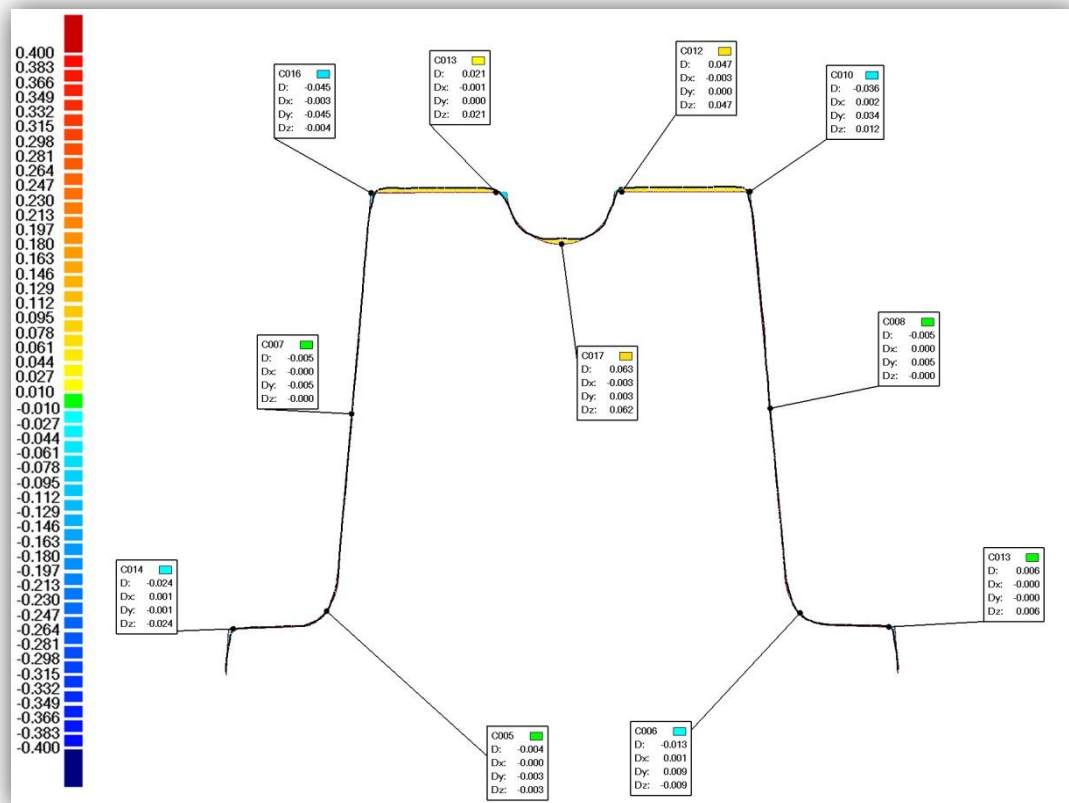 0.400
0.383
0.366
0.349
0.332
0.315
0.298
0.281
0.264
0.247
0.230
0.213
0.197
0.180
0.163
0.146
0.129
0.112
0.095
0.078
0.061
0.044
0.027
0.010
-0.010
-0.027
-0.044
-0.061
-0.078
-0.095
-0.112
-0.129
-0.146
-0.163
-0.180
-0.197
-0.213
-0.230
-0.247
-0.264
-0.281
-0.298
-0.315
-0.332
-0.349
-0.366
-0.383
-0.400
C016
D: -0.045
Dx: -0.003
Dy: -0.045
Dz: -0.004
C013
D: 0.021
Dx: -0.001
Dy: 0.000
Dz: 0.021
C012
D: 0.047
Dx: -0.003
Dy: 0.000
Dz: 0.047
C010
D: -0.036
Dx: 0.002
Dy: 0.034
Dz: 0.012
C007
D: -0.005
Dx: -0.000
Dy: -0.005
Dz: -0.000
C017
D: 0.063
Dx: -0.003
Dy: 0.003
Dz: 0.062
C008
D: -0.005
Dx: 0.000
Dy: 0.005
Dz: -0.000
C014
D: -0.024
Dx: 0.001
Dy: -0.001
Dz: -0.024
C013
D: 0.006
Dx: -0.000
Dy: -0.000
Dz: 0.006
C005
D: -0.004
Dx: -0.000
Dy: -0.003
Dz: -0.003
C006
D: -0.013
Dx: 0.001
Dy: 0.009
Dz: -0.009